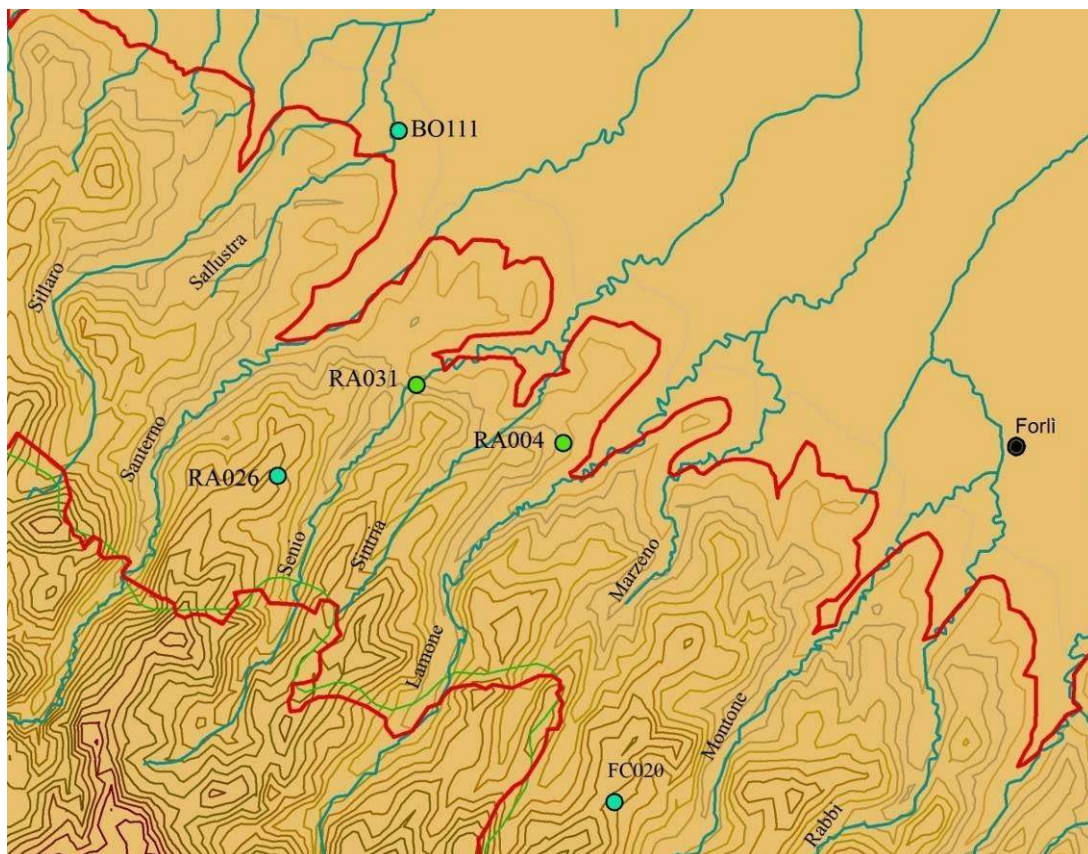 BO111
Sallustra
Sillaro
RA031
Forlì
Santerno
RA004
RA026
Senio
Sintria
Marzeno
Lamone
Montone
FC020
Rabbi